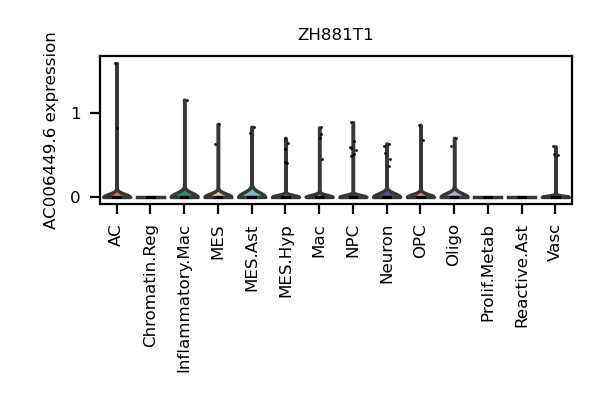 ZH881T1
AC006449.6 expression
1
0
AC
Chromatin.Reg
Inflammatory.Mac
MES
MES.Ast
MES.Hyp
Mac
NPC
Neuron
OPC
Oligo
Prolif.Metab
Reactive.Ast
Vasc